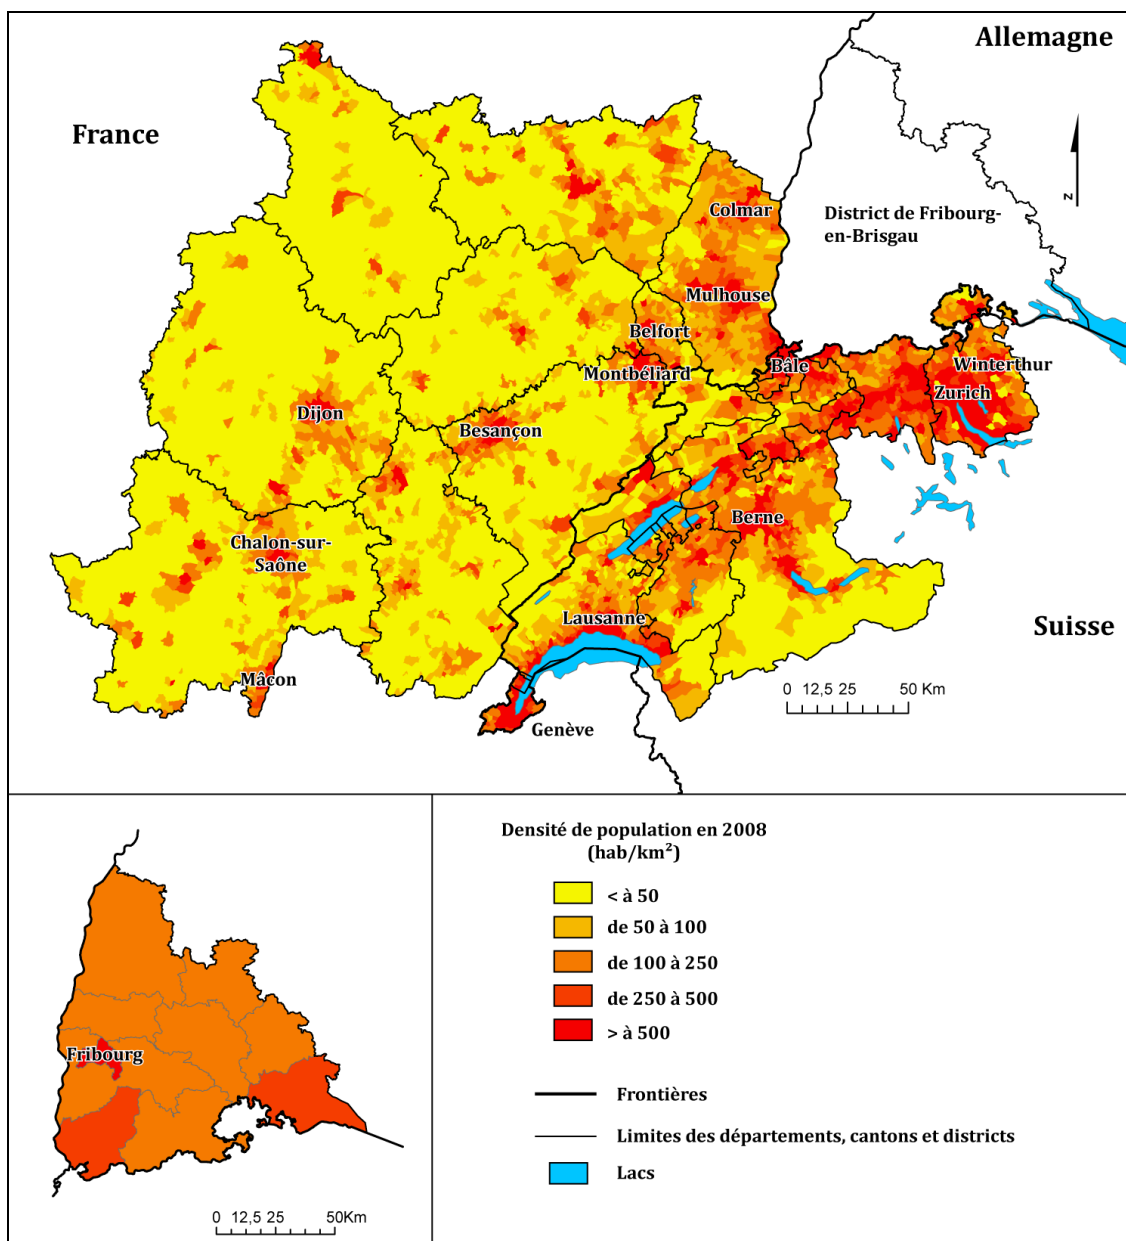 Allemagne
France
District de Fribourg-
en-Brisgau
N
Colmar
Mulhouse
Belfort
Montbéliard
Bâle
Winterthur
Zurich
Dijon
Besançon
Berne
Chalon-sur-
Saône
Lausanne
Suisse
Mâcon
Genève
0 12,5 25 50 Km
Densité de population en 2008
(hab/km²)
< à 50
de 50 à 100
de 100 à 250
de 250 à 500
> à 500
Frontières
Limites des départements, cantons et districts
Lacs
Fribourg
0 12,5 25 50Km